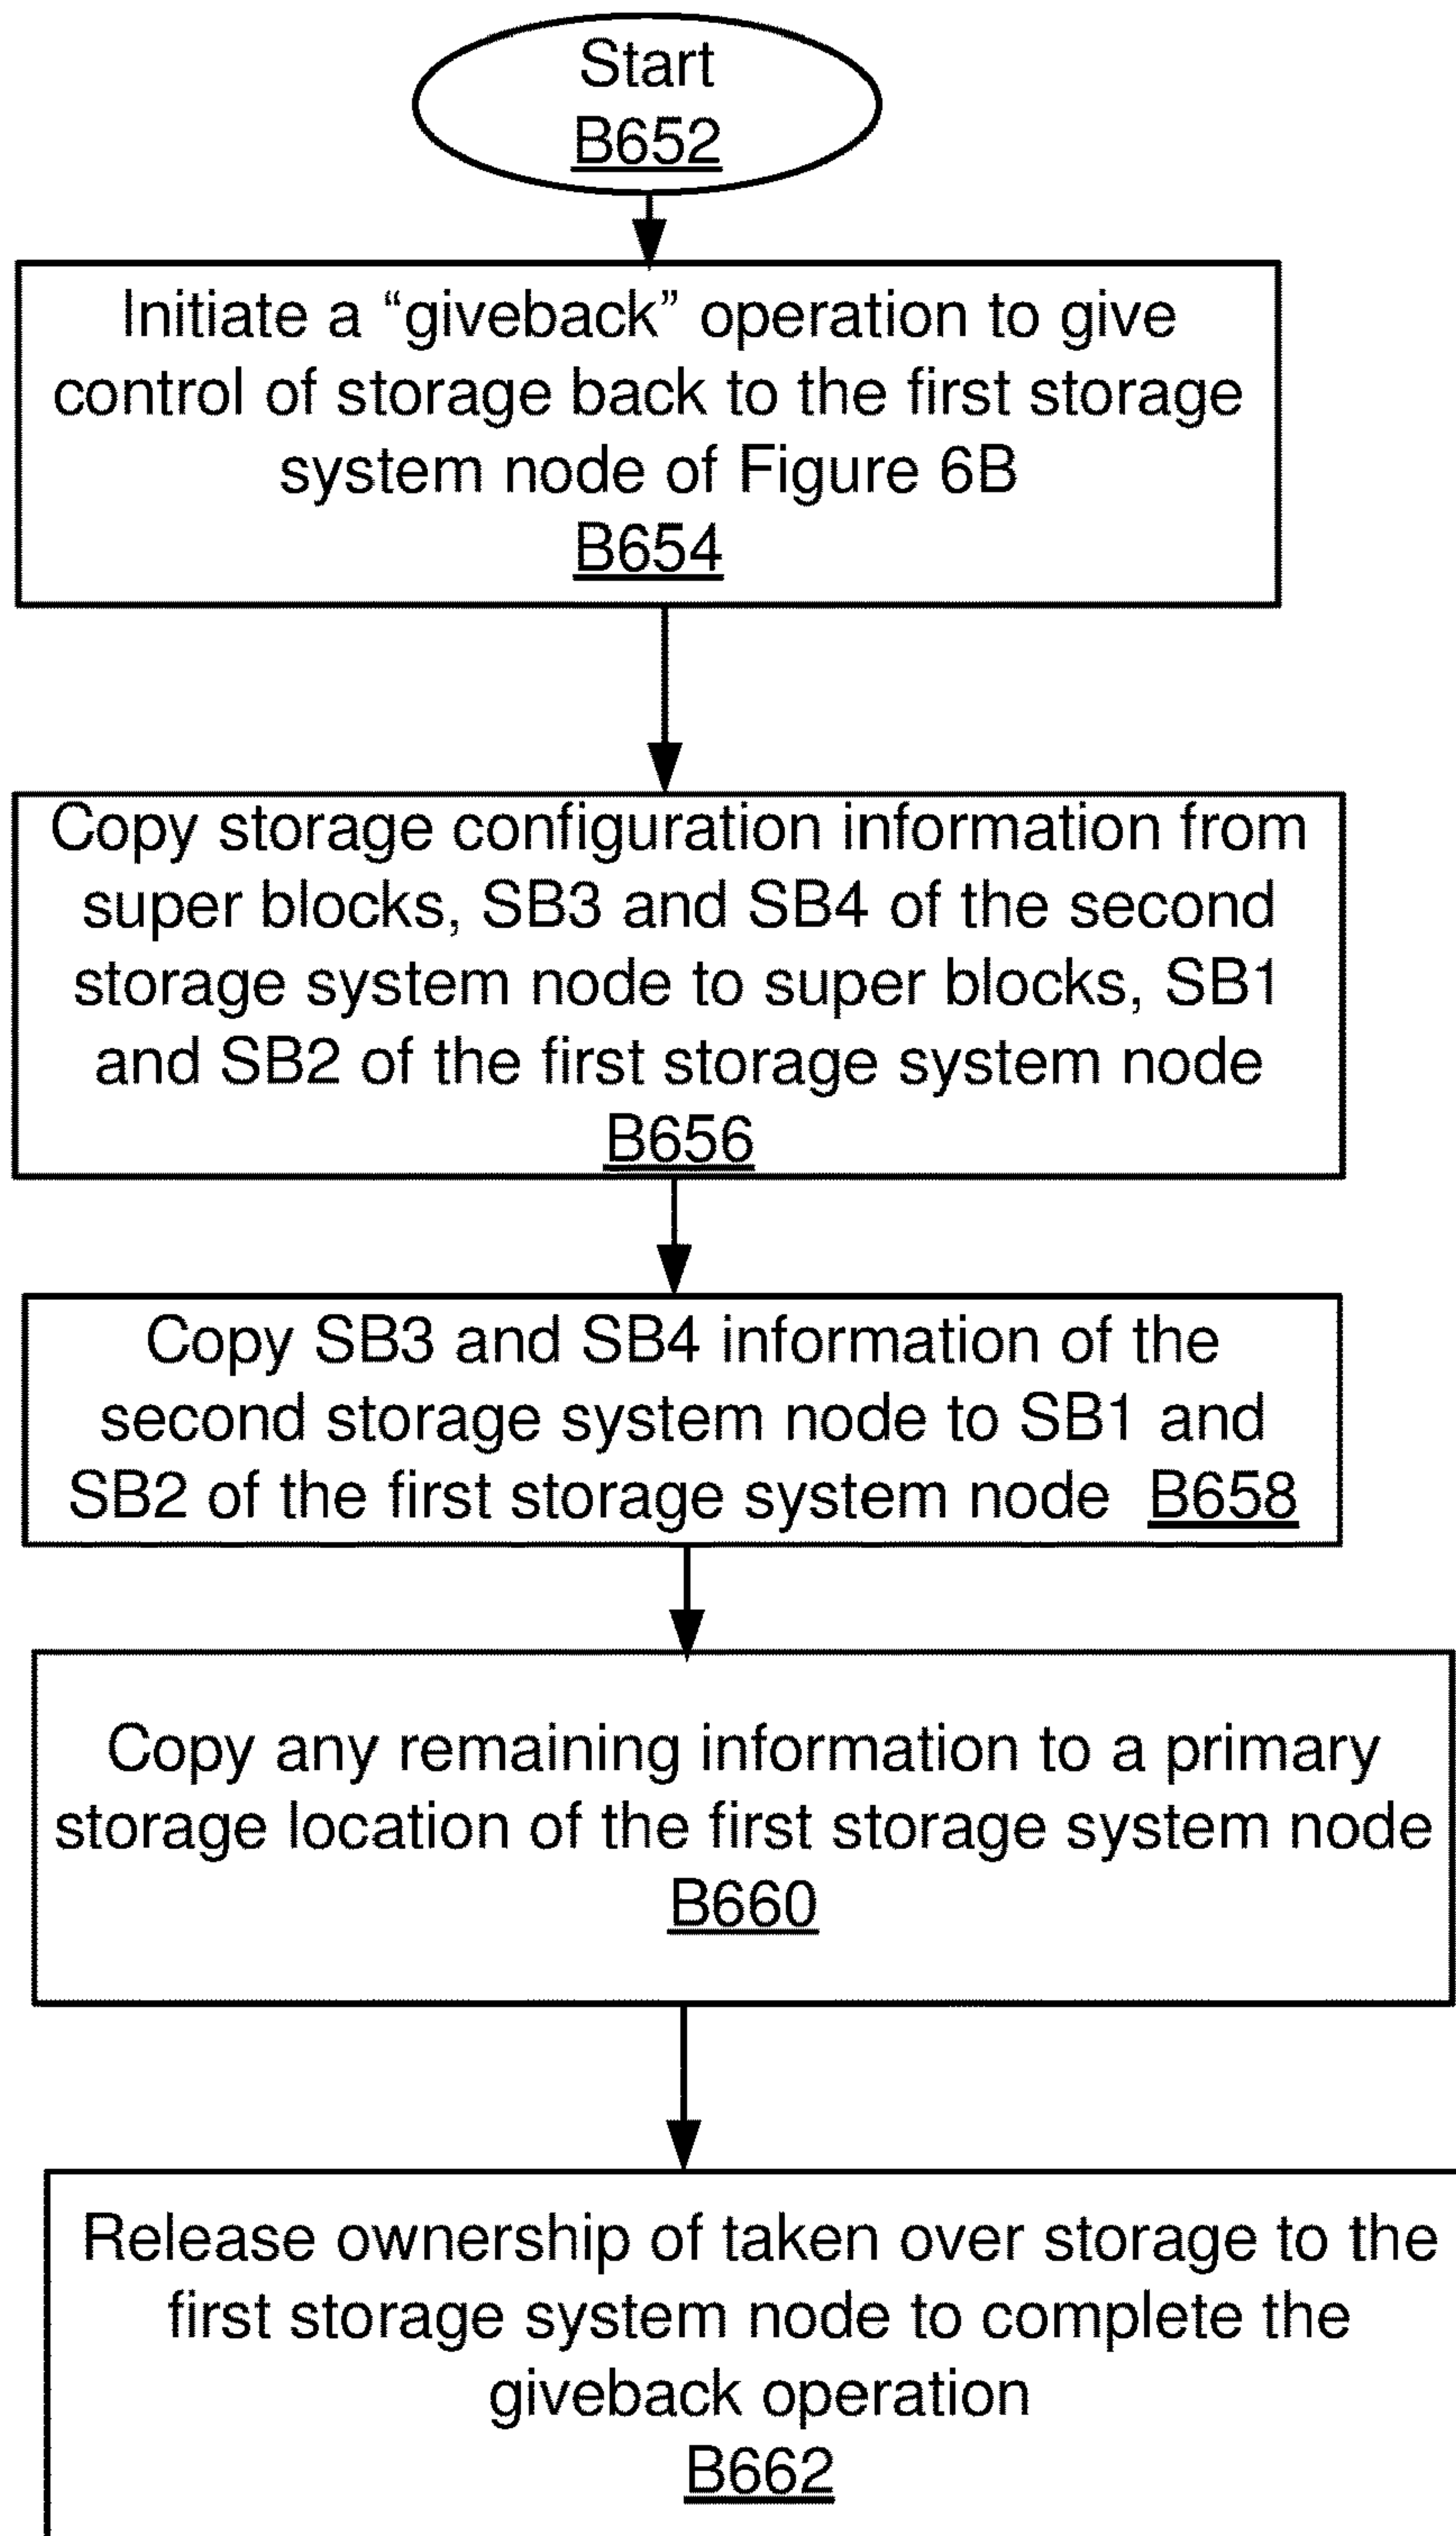 Start
B652
Initiate a “giveback” operation to give
control of storage back to the first storage
system node of Figure 6B
B654
Copy storage configuration information from
super blocks, SB3 and SB4 of the second
storage system node to super blocks, SB1
and SB2 of the first storage system node
B656
Copy SB3 and SB4 information of the
second storage system node to SB1 and
SB2 of the first storage system node B658
Copy any remaining information to a primary
storage location of the first storage system node
B660
Release ownership of taken over storage to the
first storage system node to complete the
giveback operation
B662